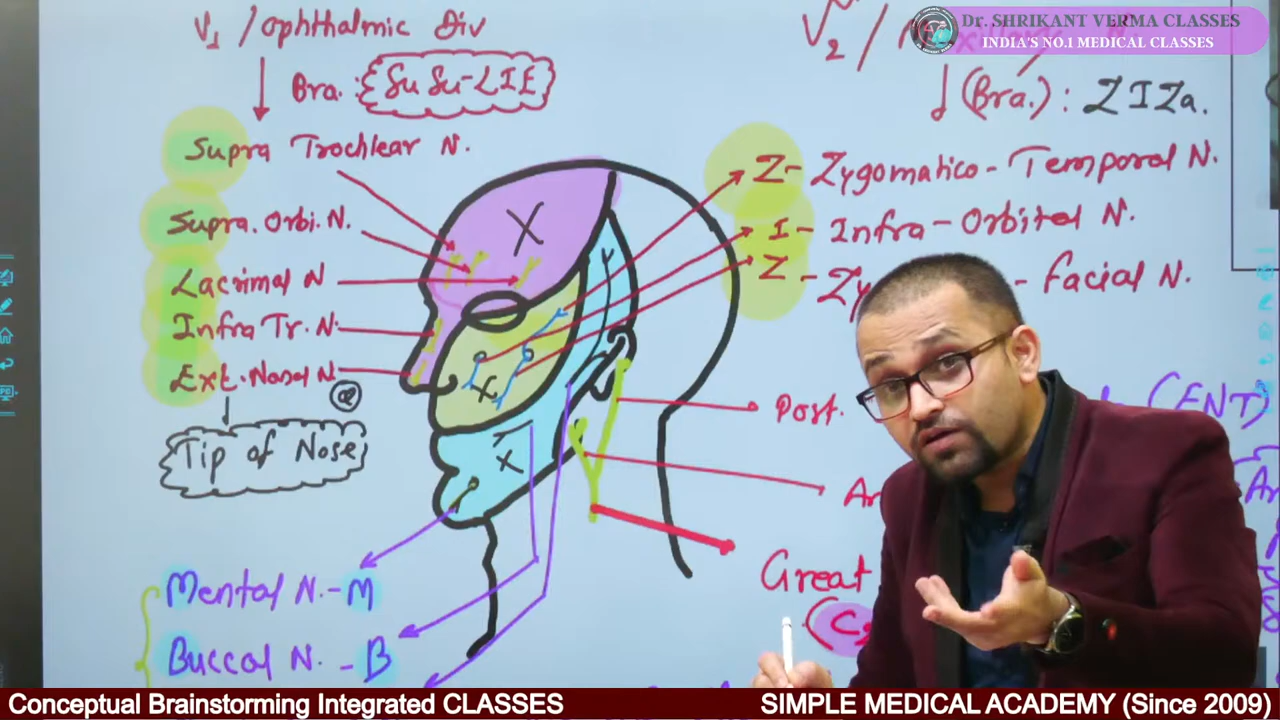 Dr. SHRIKANT VERMA CLASSES
INDIA'S NO.1 MEDICAL CLASSES
V1 / ophthalmic Div
Bra. : Su Su-LIE
V2 /
(Bra.) : ZIZa.
Supra Trochlear N.
Supra. Orbi. N.
Lacrimal N
Infra Tr. N.
Ext. Nasal N.
Tip of Nose
X
X
X
Z- Zygomatico - Temporal N.
I- Infra - Orbital N.
Z - Zy - facial N.
Post. (ENT)
Great
Mental N. - M
Buccal N. - B
Conceptual Brainstorming Integrated CLASSES
SIMPLE MEDICAL ACADEMY (Since 2009)